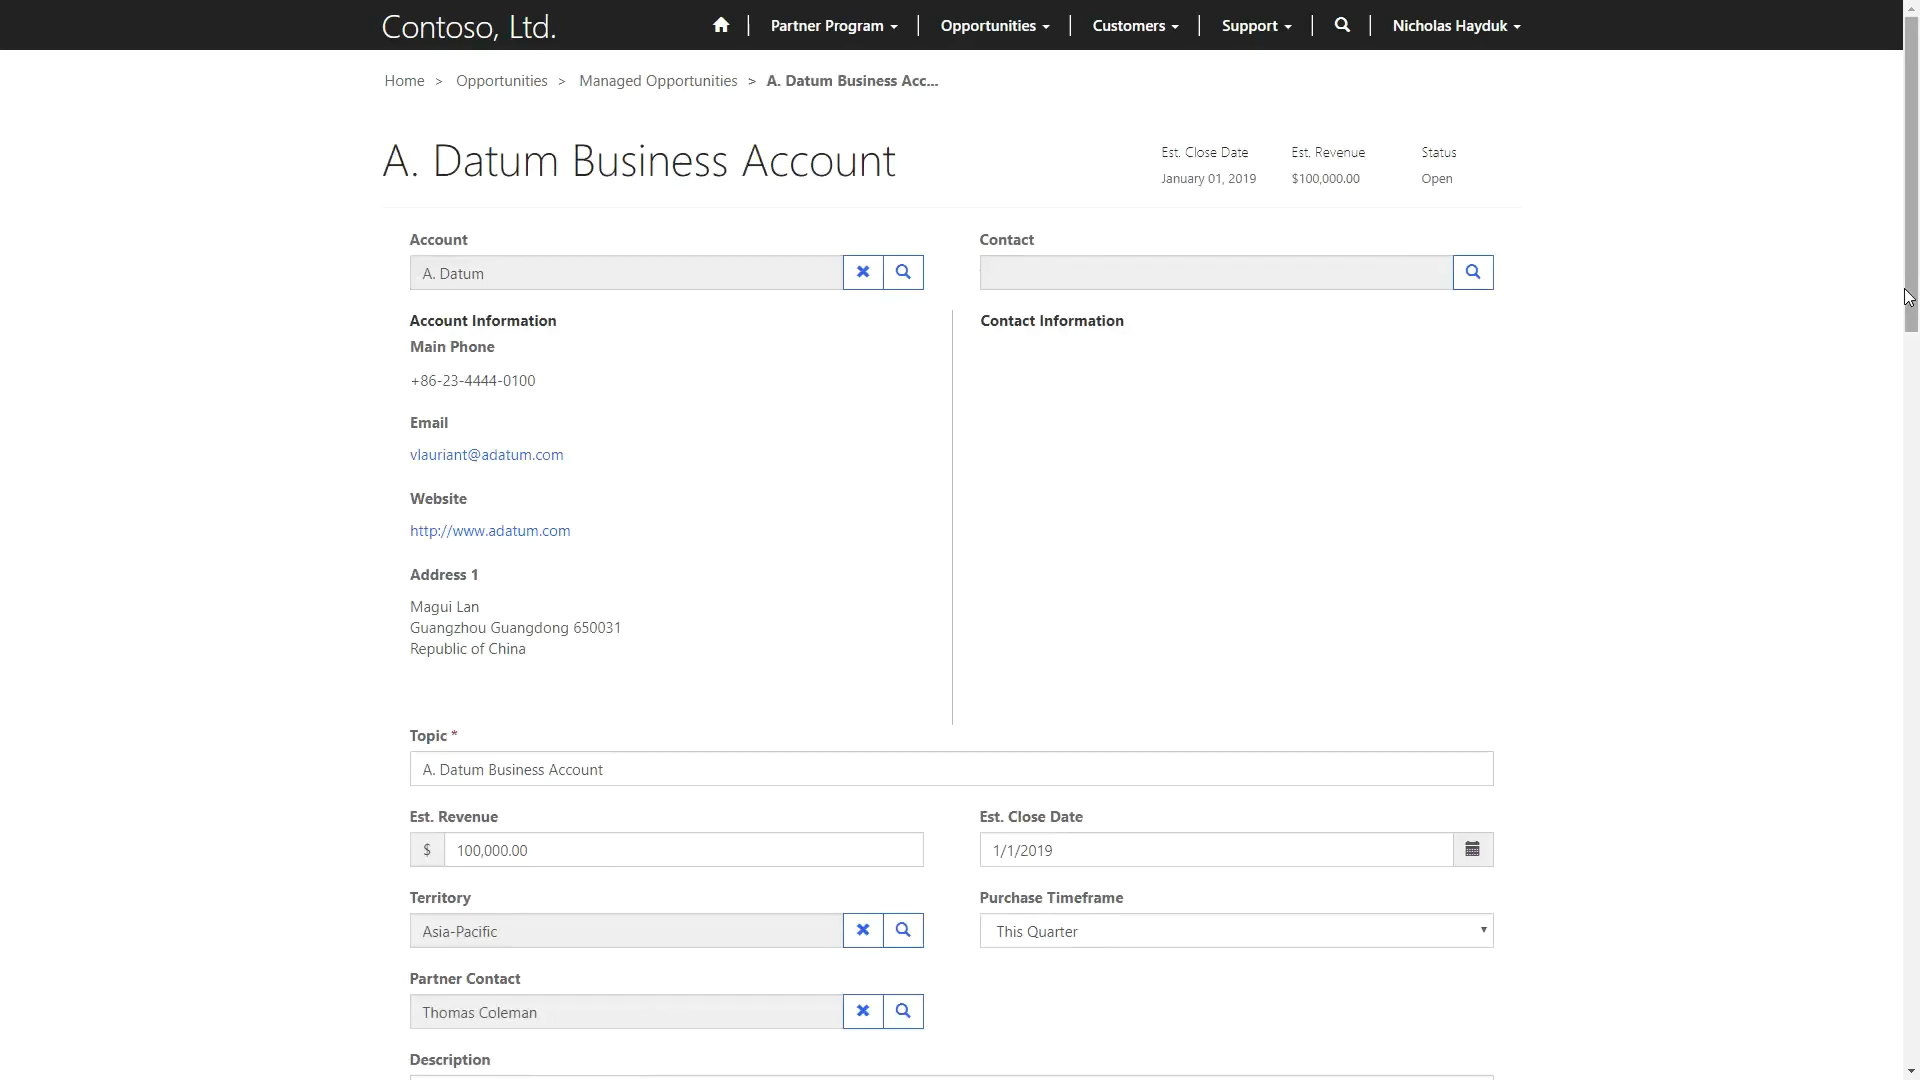 Contoso, Ltd.
Partner Program
Opportunities
Customers
Support
Nicholas Hayduk
Home > Opportunities > Managed Opportunities > A. Datum Business Acc...
A. Datum Business Account
Est. Close Date
January 01, 2019
Est. Revenue
$100,000.00
Status
Open
Account
A. Datum
Contact
Account Information
Main Phone
+86-23-4444-0100
Email
vlauriant@adatum.com
Website
http://www.adatum.com
Address 1
Magui Lan
Guangzhou Guangdong 650031
Republic of China
Contact Information
Topic *
A. Datum Business Account
Est. Revenue
$ 100,000.00
Est. Close Date
1/1/2019
Territory
Asia-Pacific
Purchase Timeframe
This Quarter
Partner Contact
Thomas Coleman
Description